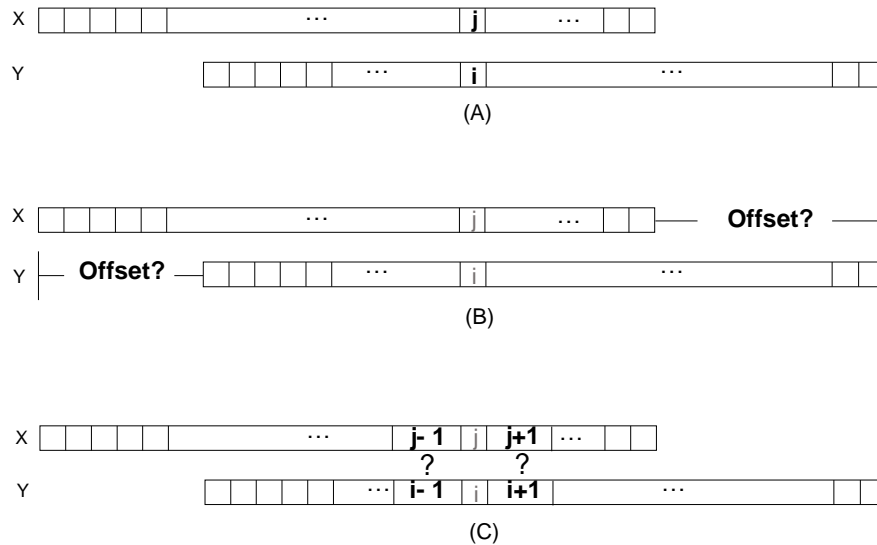 X ... j ...
Y ... i ...
(A)
X ... j ... Offset?
Y Offset? ... i ...
(B)
X ... j- 1 j j+1 ...
? ?
Y ... i- 1 i i+1 ...
(C)